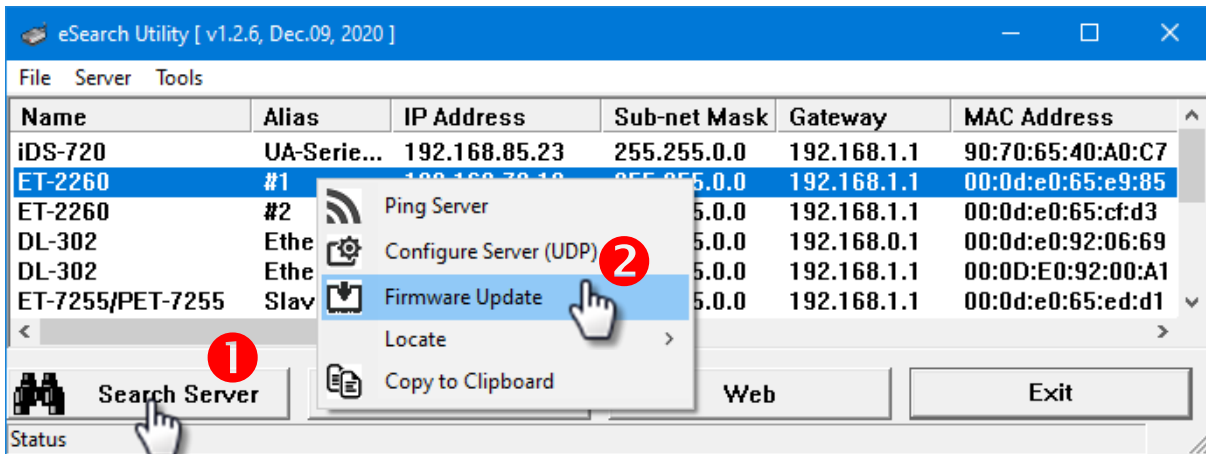 eSearch Utility [ v1.2.6, Dec.09, 2020 ]
File Server Tools
Name Alias IP Address Sub-net Mask Gateway MAC Address
iDS-720 UA-Serie... 192.168.85.23 255.255.0.0 192.168.1.1 90:70:65:40:A0:C7
ET-2260 #1 192.168.1.1 00:0d:e0:65:e9:85
ET-2260 #2 5.0.0 192.168.1.1 00:0d:e0:65:cf:d3
DL-302 Ethe 5.0.0 192.168.0.1 00:0d:e0:92:06:69
DL-302 Ethe 5.0.0 192.168.1.1 00:0D:E0:92:00:A1
ET-7255/PET-7255 Slav 5.0.0 192.168.1.1 00:0d:e0:65:ed:d1
Ping Server
Configure Server (UDP)
2
Firmware Update
Locate
Copy to Clipboard
1
Search Server Web Exit
Status